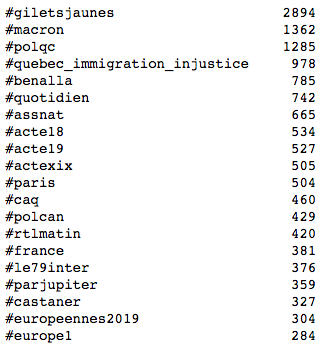 #giletsjaunes 2894
#macron 1362
#polqc 1285
#quebec_immigration_injustice 978
#benalla 785
#quotidien 742
#assnat 665
#acte18 534
#acte19 527
#actexix 505
#paris 504
#caq 460
#polcan 429
#rtlmatin 420
#france 381
#le79inter 376
#parjupiter 359
#castaner 327
#europeennes2019 304
#europe1 284